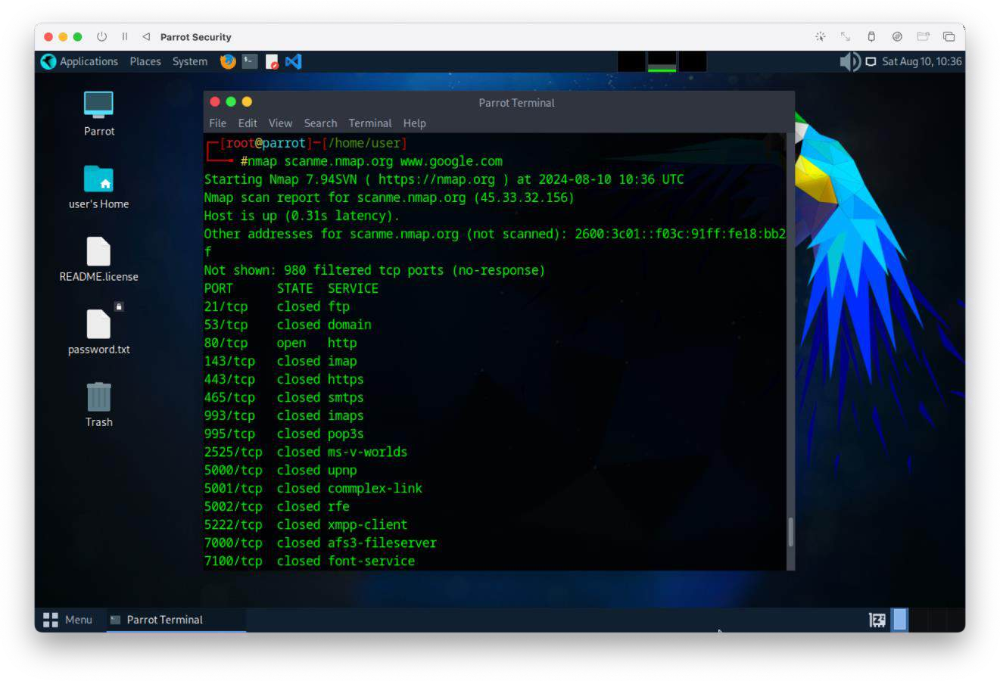 Parrot Security
Applications Places System
Sat Aug 10, 10:36
Parrot
user's Home
README.license
password.txt
Trash
Parrot Terminal
File Edit View Search Terminal Help
[root@parrot]─[/home/user]
#nmap scanme.nmap.org www.google.com
Starting Nmap 7.94SVN ( https://nmap.org ) at 2024-08-10 10:36 UTC
Nmap scan report for scanme.nmap.org (45.33.32.156)
Host is up (0.31s latency).
Other addresses for scanme.nmap.org (not scanned): 2600:3c01::f03c:91ff:fe18:bb2
f
Not shown: 980 filtered tcp ports (no-response)
PORT STATE SERVICE
21/tcp closed ftp
53/tcp closed domain
80/tcp open http
143/tcp closed imap
443/tcp closed https
465/tcp closed smtps
993/tcp closed imaps
995/tcp closed pop3s
2525/tcp closed ms-v-worlds
5000/tcp closed upnp
5001/tcp closed commplex-link
5002/tcp closed rfe
5222/tcp closed xmpp-client
7000/tcp closed afs3-fileserver
7100/tcp closed font-service
Menu
Parrot Terminal